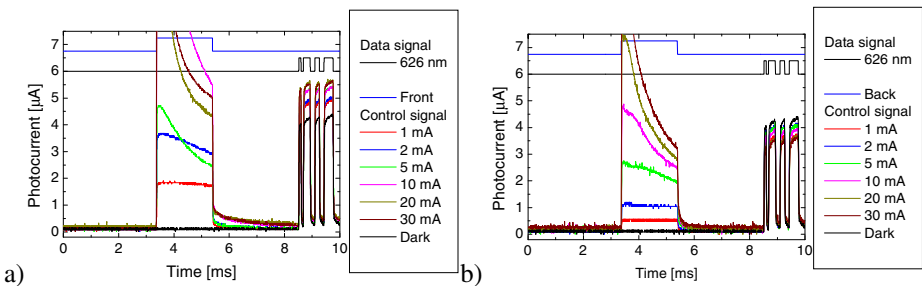 7
6
5
4
3
2
1
0
Photocurrent [µA]
0 2 4 6 8 10
Time [ms]
Data signal
626 nm
Front
Control signal
1 mA
2 mA
5 mA
10 mA
20 mA
30 mA
Dark
a)
7
6
5
4
3
2
1
0
Photocurrent [µA]
0 2 4 6 8 10
Time [ms]
Data signal
626 nm
Back
Control signal
1 mA
2 mA
5 mA
10 mA
20 mA
30 mA
Dark
b)